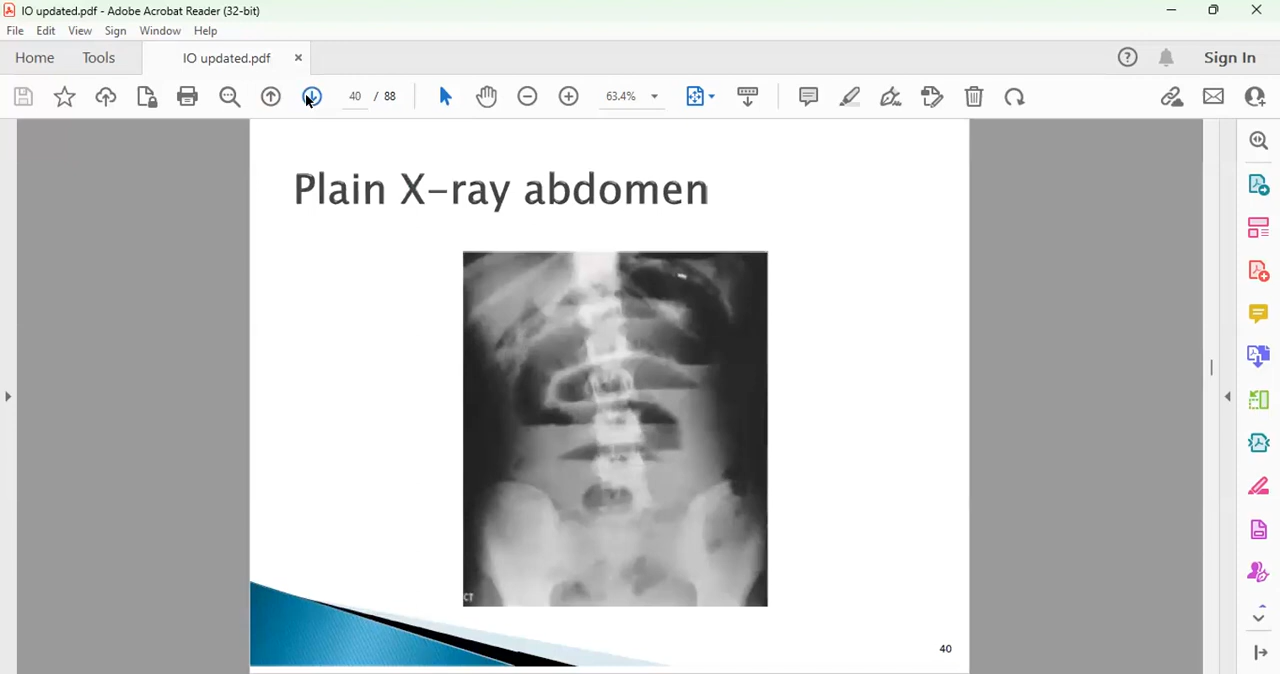 IO updated.pdf - Adobe Acrobat Reader (32-bit)
File Edit View Sign Window Help
Home Tools IO updated.pdf × Sign In
40 / 88 63.4%
Plain X-ray abdomen
CT
40